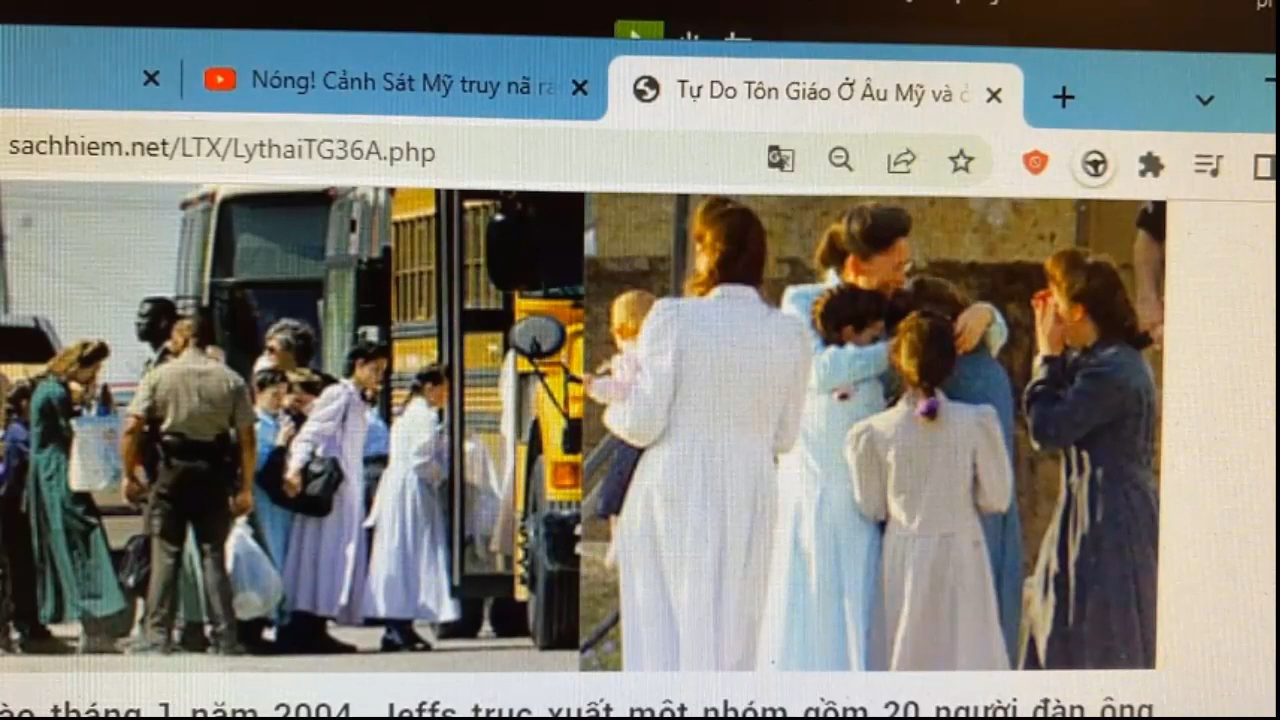 Nóng! Cảnh Sát Mỹ truy nã
Tự Do Tôn Giáo Ở Âu Mỹ và
sachhiem.net/LTX/LythaiTG36A.php
tháng 1 năm 2004, Jeffs trục xuất một nhóm gồm 20 người đàn ông